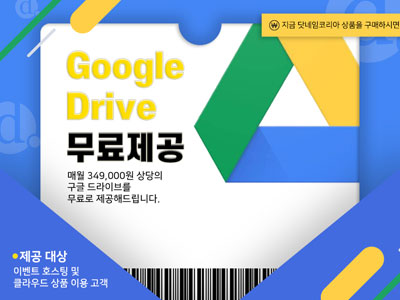 지금 닷네임코리아 상품을 구매하시면
Google
Drive
무료제공
매월 349,000원 상당의
구글 드라이브를
무료로 제공해드립니다.
제공 대상
이벤트 호스팅 및
클라우드 상품 이용 고객